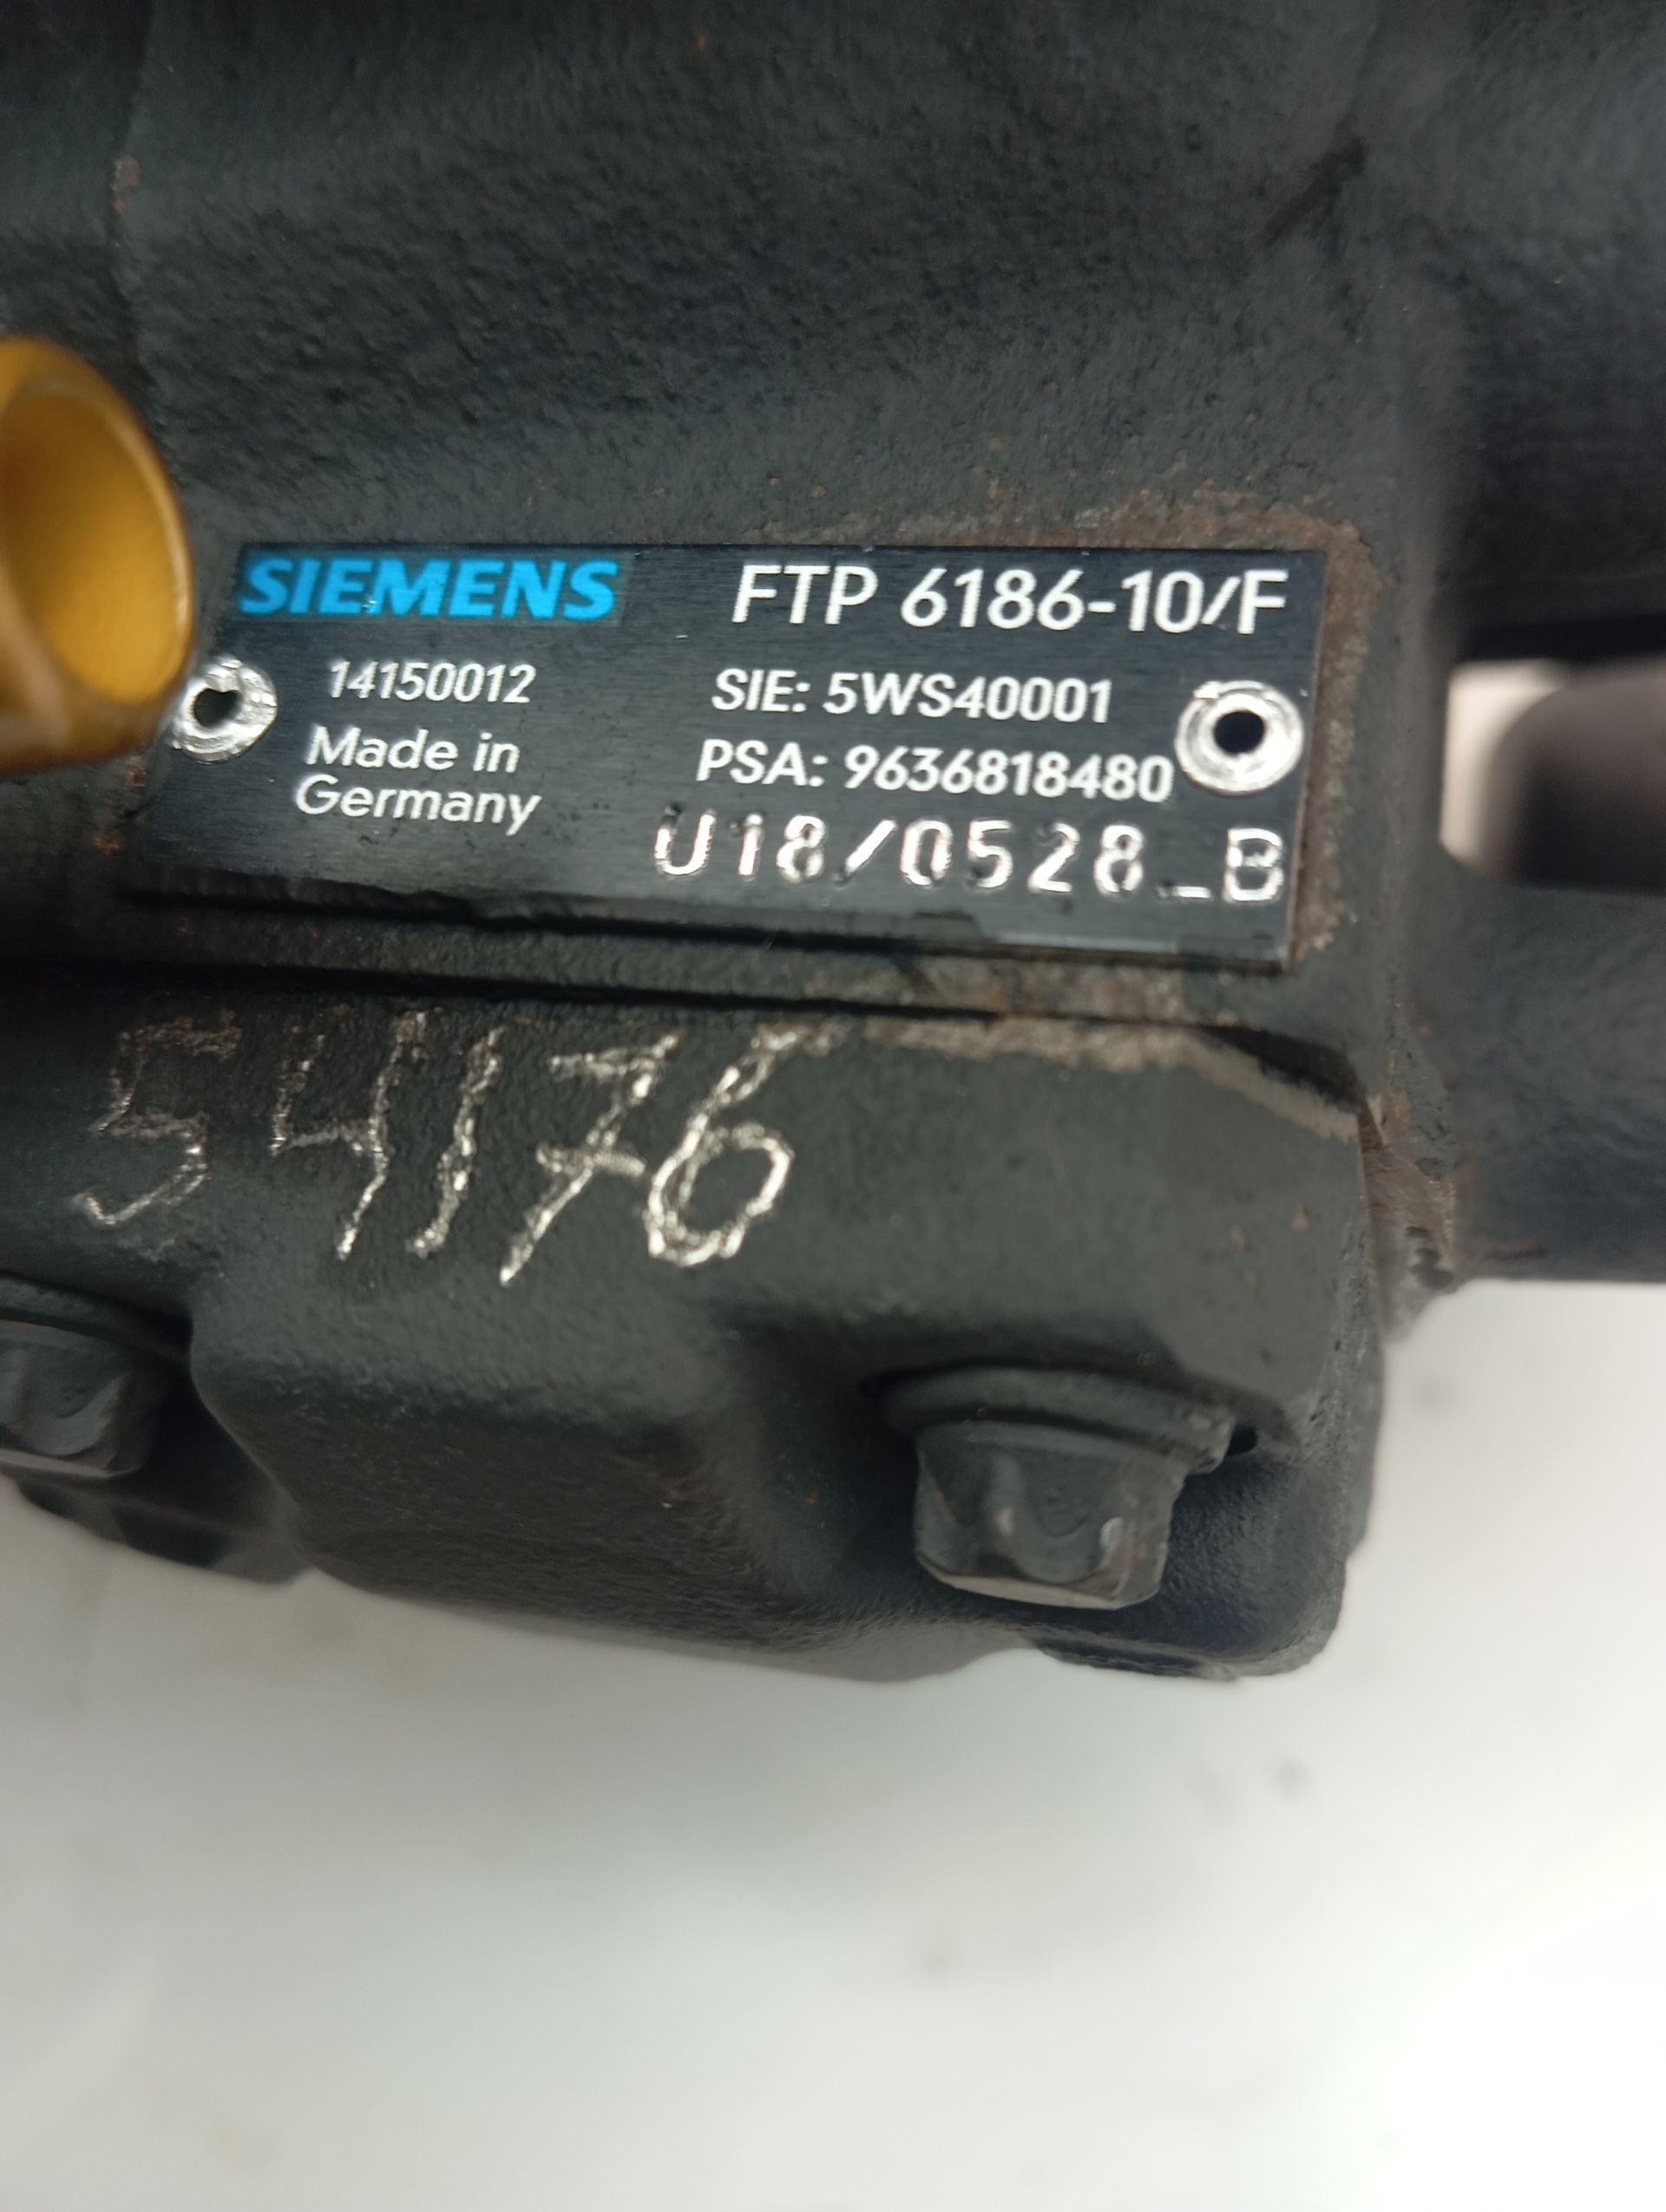 SIEMENS FTP 6186-10/F
14150012 SIE: 5WS40001
Made in PSA: 9636818480
Germany U18/0528_B
54176